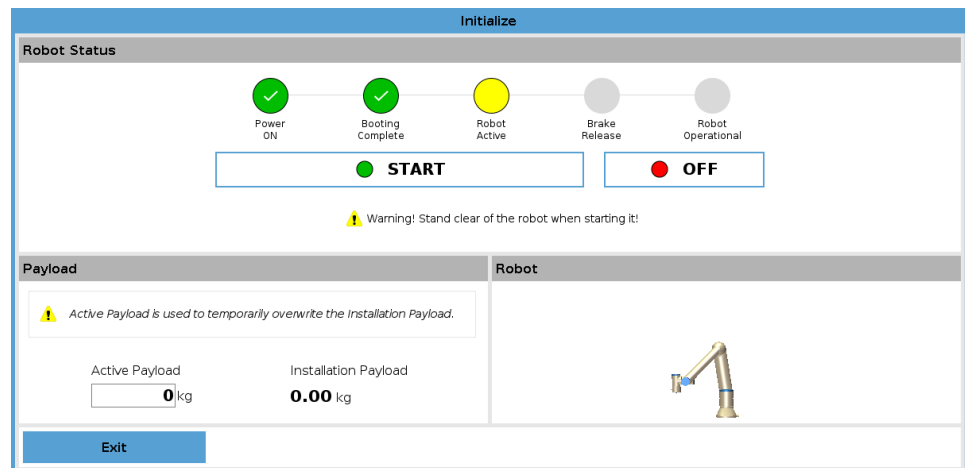 Initialize
Robot Status
Power
ON
Booting
Complete
Robot
Active
Brake
Release
Robot
Operational
START
OFF
Warning! Stand clear of the robot when starting it!
Payload
Active Payload is used to temporarily overwrite the Installation Payload.
Active Payload
0 kg
Installation Payload
0.00 kg
Robot
Exit